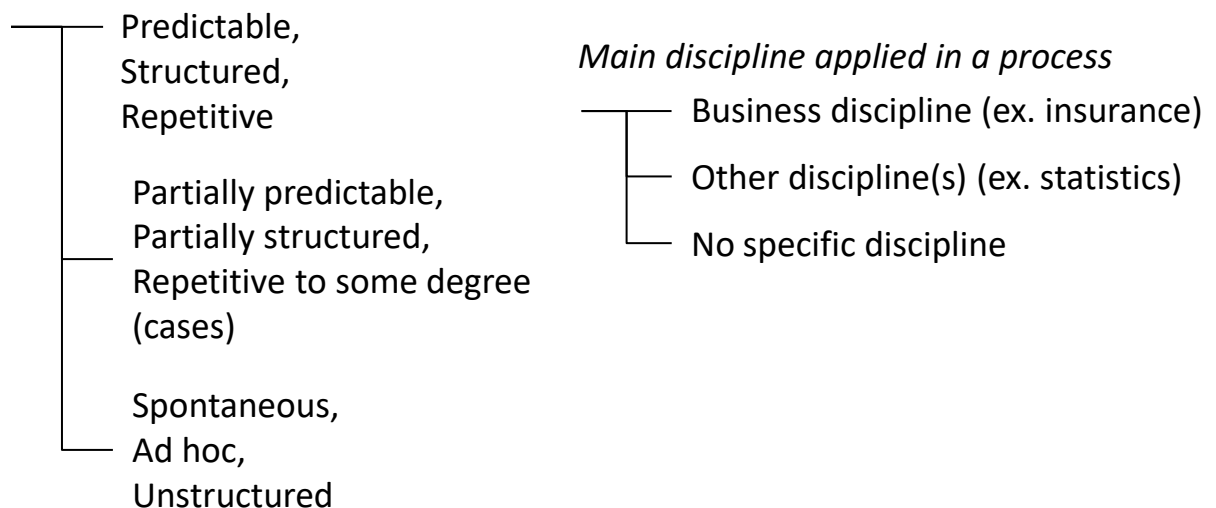 Predictable,
Structured,
Repetitive
Partially predictable,
Partially structured,
Repetitive to some degree
(cases)
Spontaneous,
Ad hoc,
Unstructured
Main discipline applied in a process
Business discipline (ex. insurance)
Other discipline(s) (ex. statistics)
No specific discipline